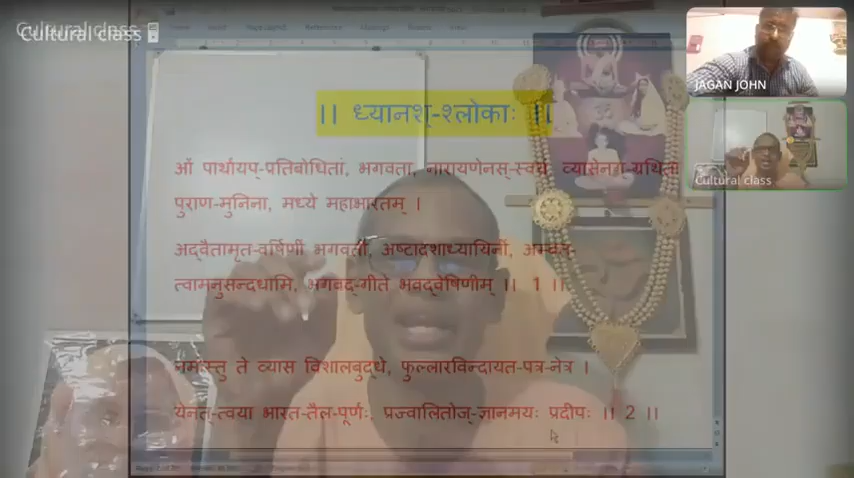 Cultural class
JAGAN JOHN
Cultural class
।। ध्यानश्-श्लोकाः ।।
ओं पार्थायप्-प्रतिबोधितां, भगवता, नारायणेनस्-स्वयं व्यासेनग्-ग्रथितां
पुराण-मुनिना, मध्ये महाभारतम् ।
अद्वैतामृत-वर्षिणीं भगवतीं, अष्टादशाध्यायिनीं,
त्वामनुसन्दधामि, भगवद्-गीते भवद्वेषिणीम् ।। 1 ।।
नमोस्तु ते व्यास विशालबुद्धे, फुल्लारविन्दायत-पत्र-नेत्र ।
येनत्-त्वया भारत-तैल-पूर्णः, प्रज्वालितोज्-ज्ञानमयः प्रदीपः ।। 2 ।।